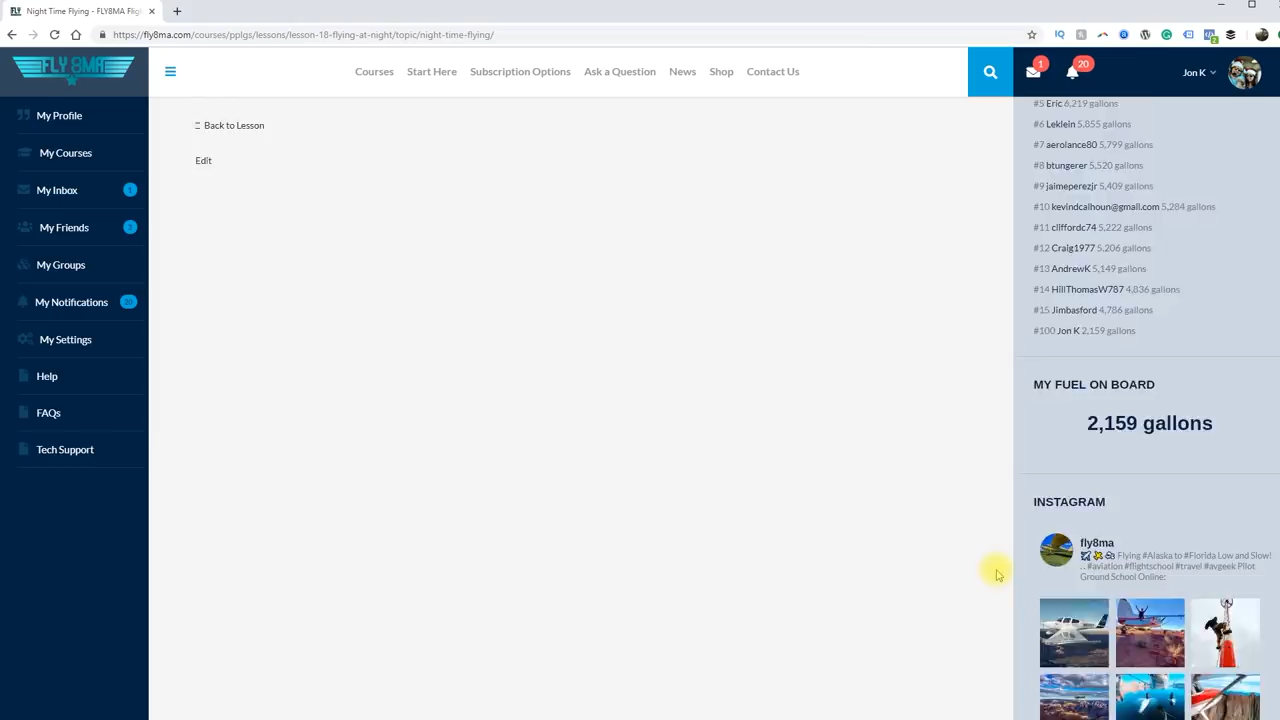 Night Time Flying - FLY8MA Flig
https://fly8ma.com/courses/pplgs/lessons/lesson-18-flying-at-night/topic/night-time-flying/
FLY 8MA
Courses Start Here Subscription Options Ask a Question News Shop Contact Us
1 20 Jon K
My Profile
My Courses
My Inbox 1
My Friends 7
My Groups
My Notifications 20
My Settings
Help
FAQs
Tech Support
Back to Lesson
Edit
#5 Eric 6,219 gallons
#6 Leklein 5,855 gallons
#7 aerolance80 5,799 gallons
#8 btungerer 5,520 gallons
#9 jaimeperezjr 5,409 gallons
#10 kevindcalhoun@gmail.com 5,284 gallons
#11 cliffordc74 5,222 gallons
#12 Craig1977 5,206 gallons
#13 AndrewK 5,149 gallons
#14 HillThomasW787 4,836 gallons
#15 Jimbasford 4,786 gallons
#100 Jon K 2,159 gallons
MY FUEL ON BOARD
2,159 gallons
INSTAGRAM
fly8ma
Flying #Alaska to #Florida Low and Slow!
.. #aviation #flightschool #travel #avgeek Pilot
Ground School Online: